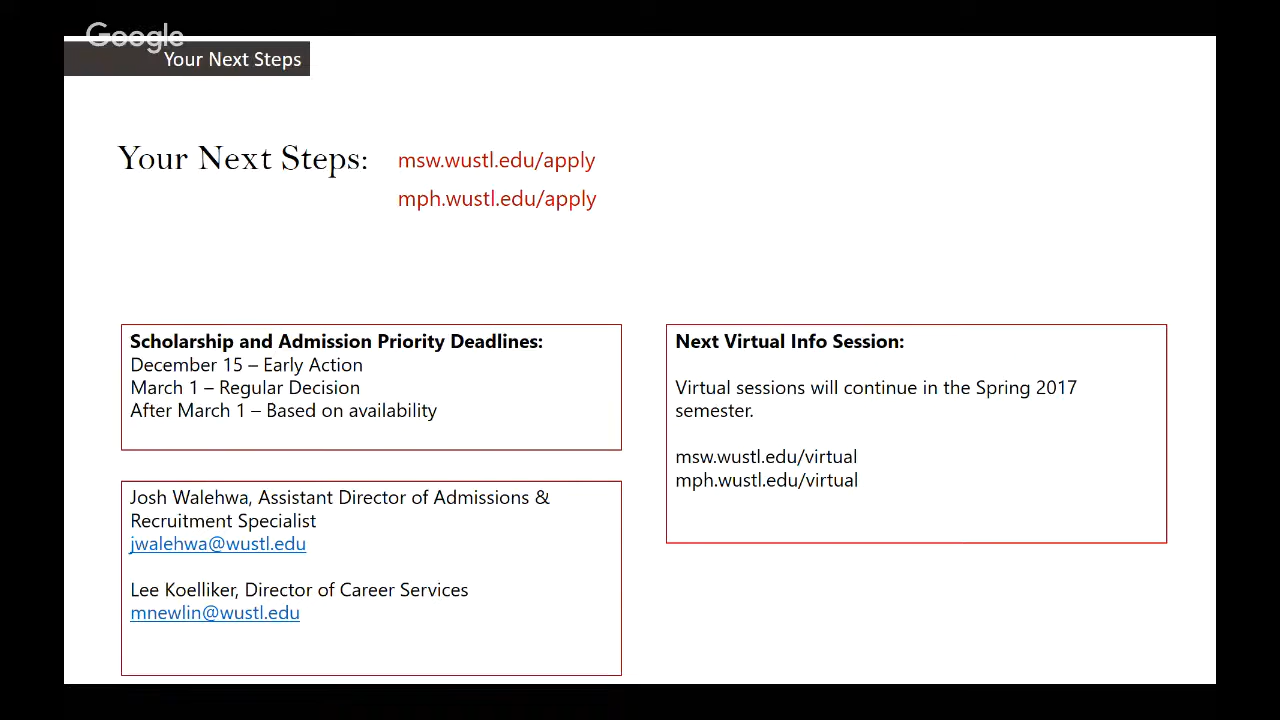 Google
Your Next Steps
Your Next Steps:
msw.wustl.edu/apply
mph.wustl.edu/apply
Scholarship and Admission Priority Deadlines:
December 15 – Early Action
March 1 – Regular Decision
After March 1 – Based on availability
Josh Walehwa, Assistant Director of Admissions &
Recruitment Specialist
jwalehwa@wustl.edu
Lee Koelliker, Director of Career Services
mnewlin@wustl.edu
Next Virtual Info Session:
Virtual sessions will continue in the Spring 2017
semester.
msw.wustl.edu/virtual
mph.wustl.edu/virtual